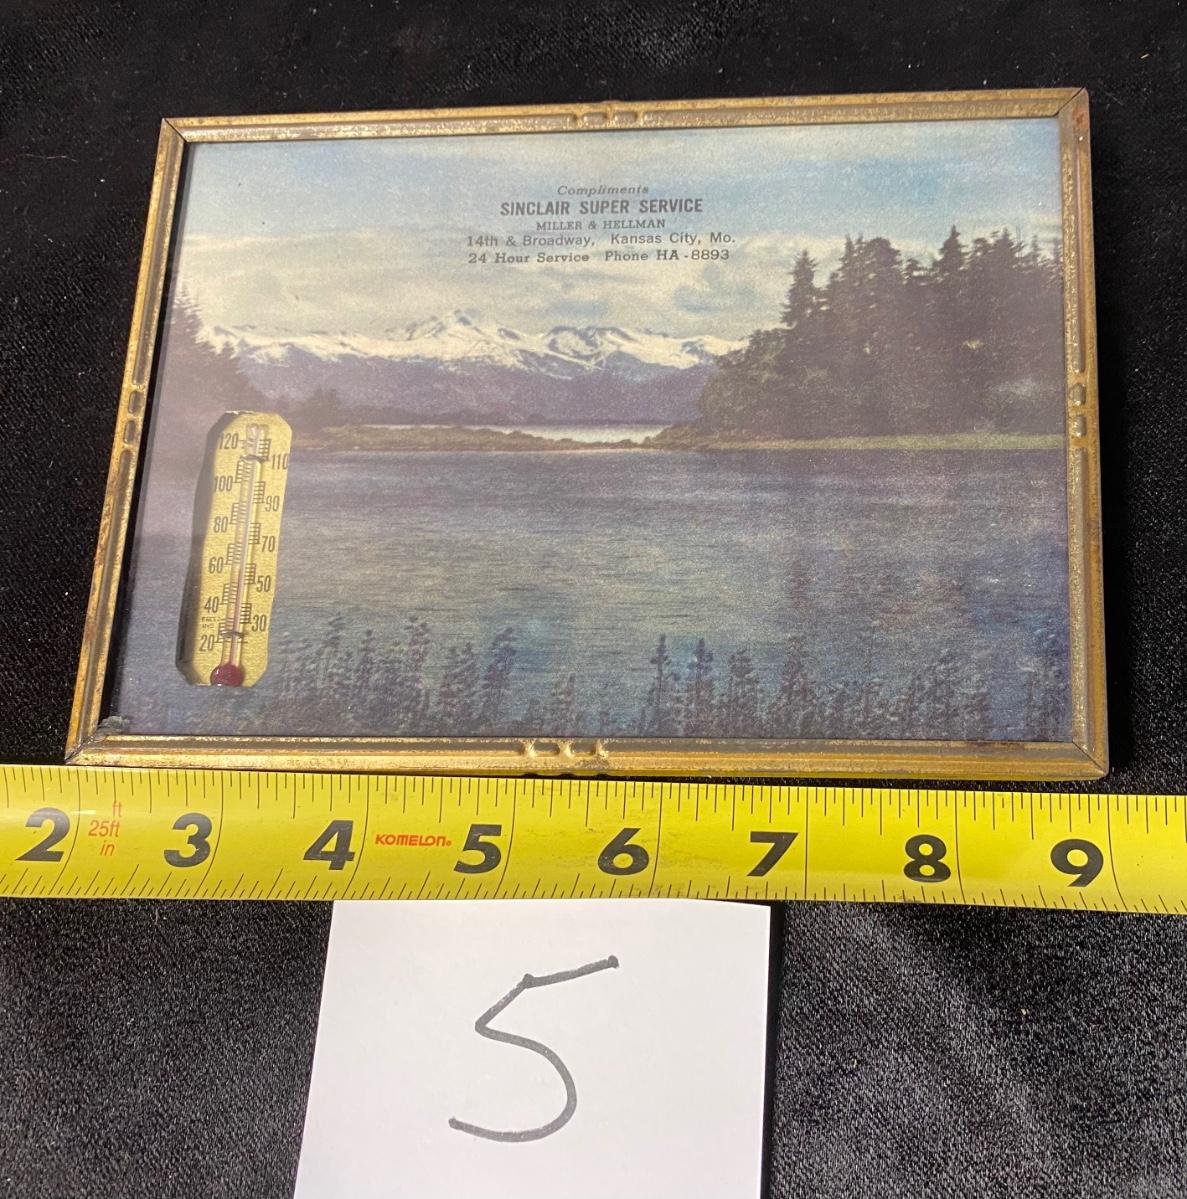 Compliments
SINCLAIR SUPER SERVICE
MILLER & HELLMAN
14th & Broadway, Kansas City, Mo.
24 Hour Service Phone HA-8893
120
110
100
90
80
70
60
50
40
30
20
ft
2 25ft 3 4 KOMELON 5 6 7 8 9
in
5